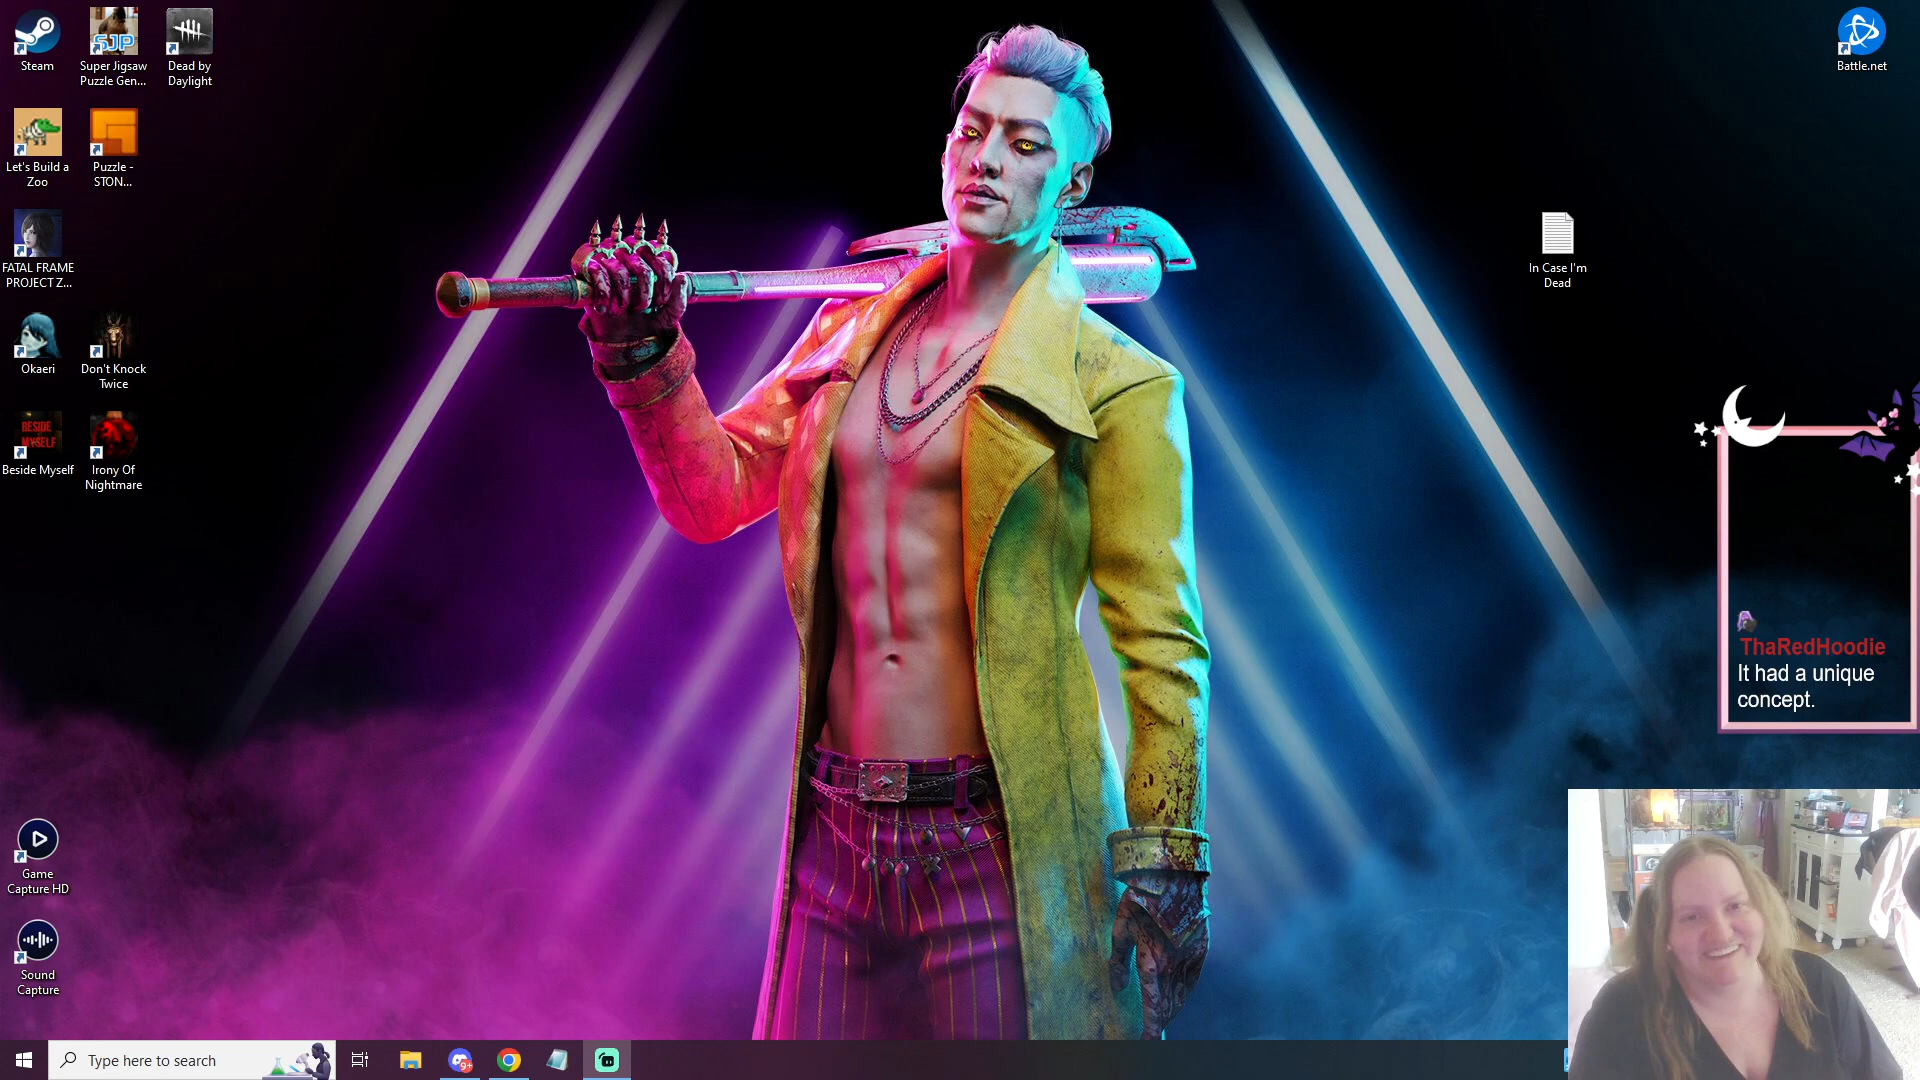 Steam
Super Jigsaw
Puzzle Gen...
SJP
Dead by
Daylight
Battle.net
Let's Build a
Zoo
Puzzle -
STON...
FATAL FRAME
PROJECT Z...
In Case I'm
Dead
Okaeri
Don't Knock
Twice
BESIDE
MYSELF
Beside Myself
Irony Of
Nightmare
ThaRedHoodie
It had a unique
concept.
Game
Capture HD
Sound
Capture
Type here to search
9+